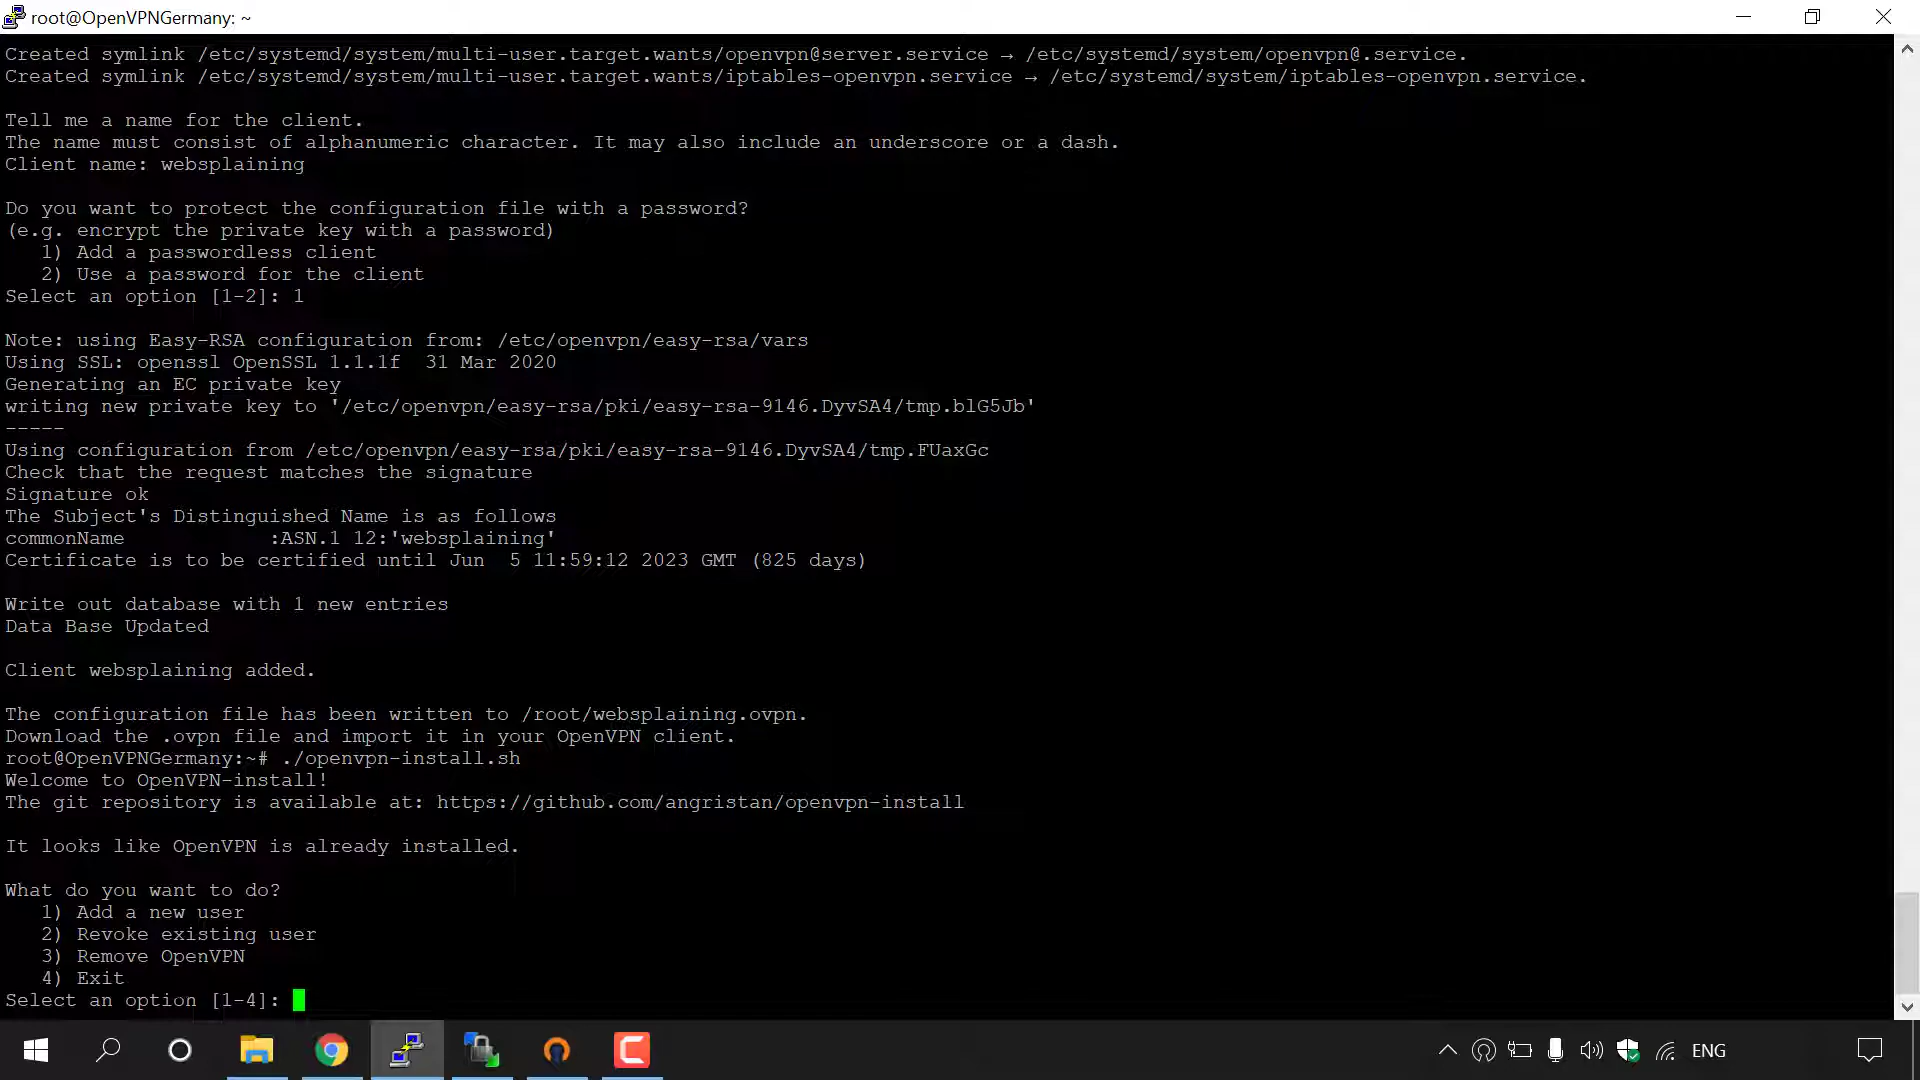 root@OpenVPNGermany: ~
Created symlink /etc/systemd/system/multi-user.target.wants/openvpn@server.service → /etc/systemd/system/openvpn@.service.
Created symlink /etc/systemd/system/multi-user.target.wants/iptables-openvpn.service → /etc/systemd/system/iptables-openvpn.service.
Tell me a name for the client.
The name must consist of alphanumeric character. It may also include an underscore or a dash.
Client name: websplaining
Do you want to protect the configuration file with a password?
(e.g. encrypt the private key with a password)
1) Add a passwordless client
2) Use a password for the client
Select an option [1-2]: 1
Note: using Easy-RSA configuration from: /etc/openvpn/easy-rsa/vars
Using SSL: openssl OpenSSL 1.1.1f  31 Mar 2020
Generating an EC private key
writing new private key to '/etc/openvpn/easy-rsa/pki/easy-rsa-9146.DyvSA4/tmp.blG5Jb'
-----
Using configuration from /etc/openvpn/easy-rsa/pki/easy-rsa-9146.DyvSA4/tmp.FUaxGc
Check that the request matches the signature
Signature ok
The Subject's Distinguished Name is as follows
commonName            :ASN.1 12:'websplaining'
Certificate is to be certified until Jun  5 11:59:12 2023 GMT (825 days)
Write out database with 1 new entries
Data Base Updated
Client websplaining added.
The configuration file has been written to /root/websplaining.ovpn.
Download the .ovpn file and import it in your OpenVPN client.
root@OpenVPNGermany:~# ./openvpn-install.sh
Welcome to OpenVPN-install!
The git repository is available at: https://github.com/angristan/openvpn-install
It looks like OpenVPN is already installed.
What do you want to do?
1) Add a new user
2) Revoke existing user
3) Remove OpenVPN
4) Exit
Select an option [1-4]:
ENG